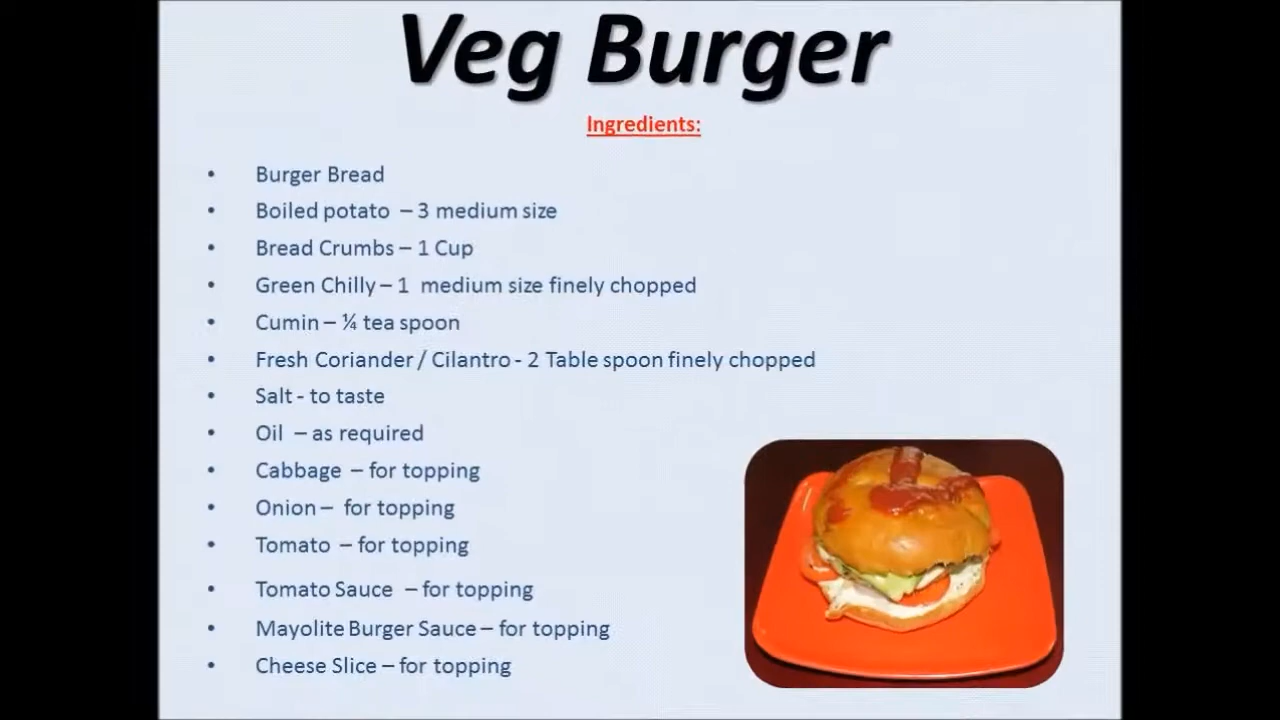 Veg Burger
Ingredients:
• Burger Bread
• Boiled potato – 3 medium size
• Bread Crumbs – 1 Cup
• Green Chilly – 1 medium size finely chopped
• Cumin – ¼ tea spoon
• Fresh Coriander / Cilantro - 2 Table spoon finely chopped
• Salt - to taste
• Oil – as required
• Cabbage – for topping
• Onion – for topping
• Tomato – for topping
• Tomato Sauce – for topping
• Mayolite Burger Sauce – for topping
• Cheese Slice – for topping